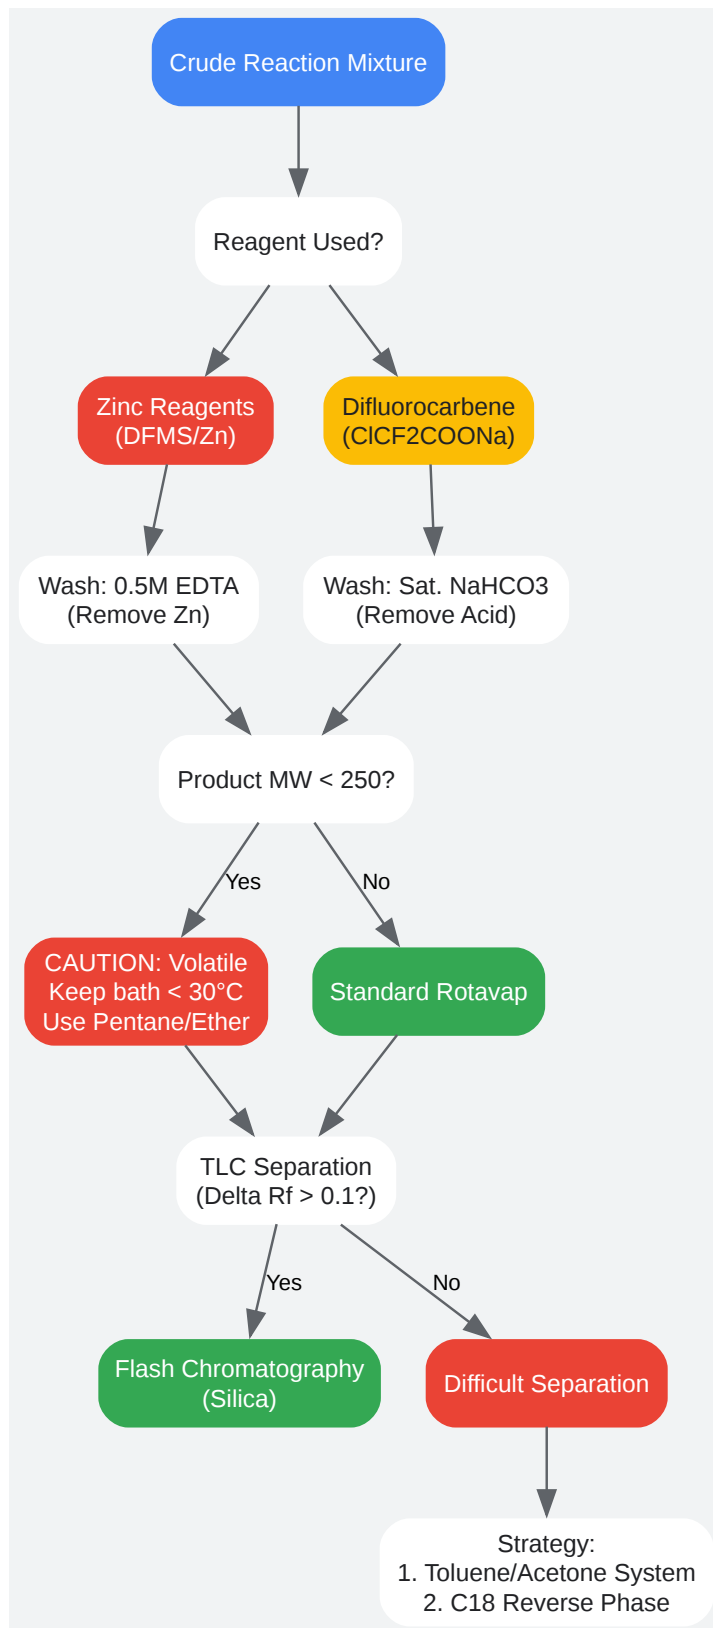 Crude Reaction Mixture
Reagent Used?
Zinc Reagents
(DFMS/Zn)
Difluorocarbene
(ClCF2COONa)
Wash: 0.5M EDTA
(Remove Zn)
Wash: Sat. NaHCO3
(Remove Acid)
Product MW < 250?
Yes
No
CAUTION: Volatile
Keep bath < 30°C
Use Pentane/Ether
Standard Rotavap
TLC Separation
(Delta Rf > 0.1?)
Yes
No
Flash Chromatography
(Silica)
Difficult Separation
Strategy:
1. Toluene/Acetone System
2. C18 Reverse Phase